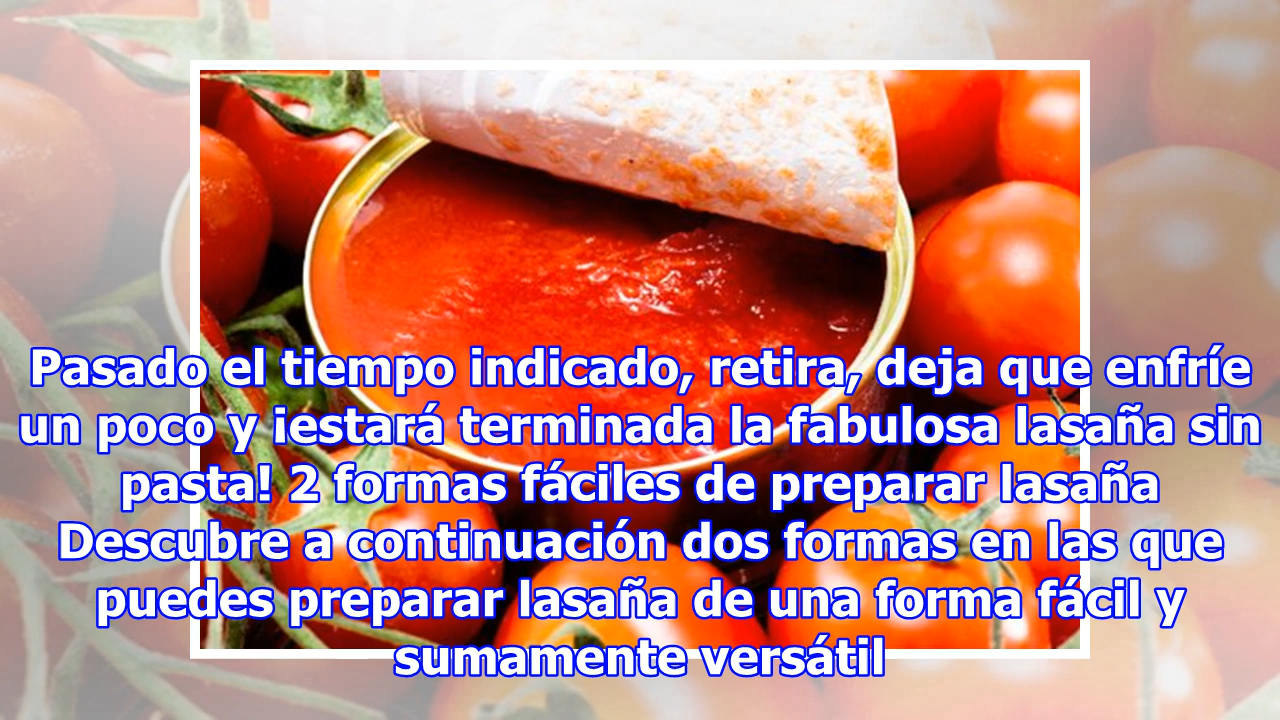 Pasado el tiempo indicado, retira, deja que enfríe
un poco y ¡estará terminada la fabulosa lasaña sin
pasta! 2 formas fáciles de preparar lasaña
Descubre a continuación dos formas en las que
puedes preparar lasaña de una forma fácil y
sumamente versátil